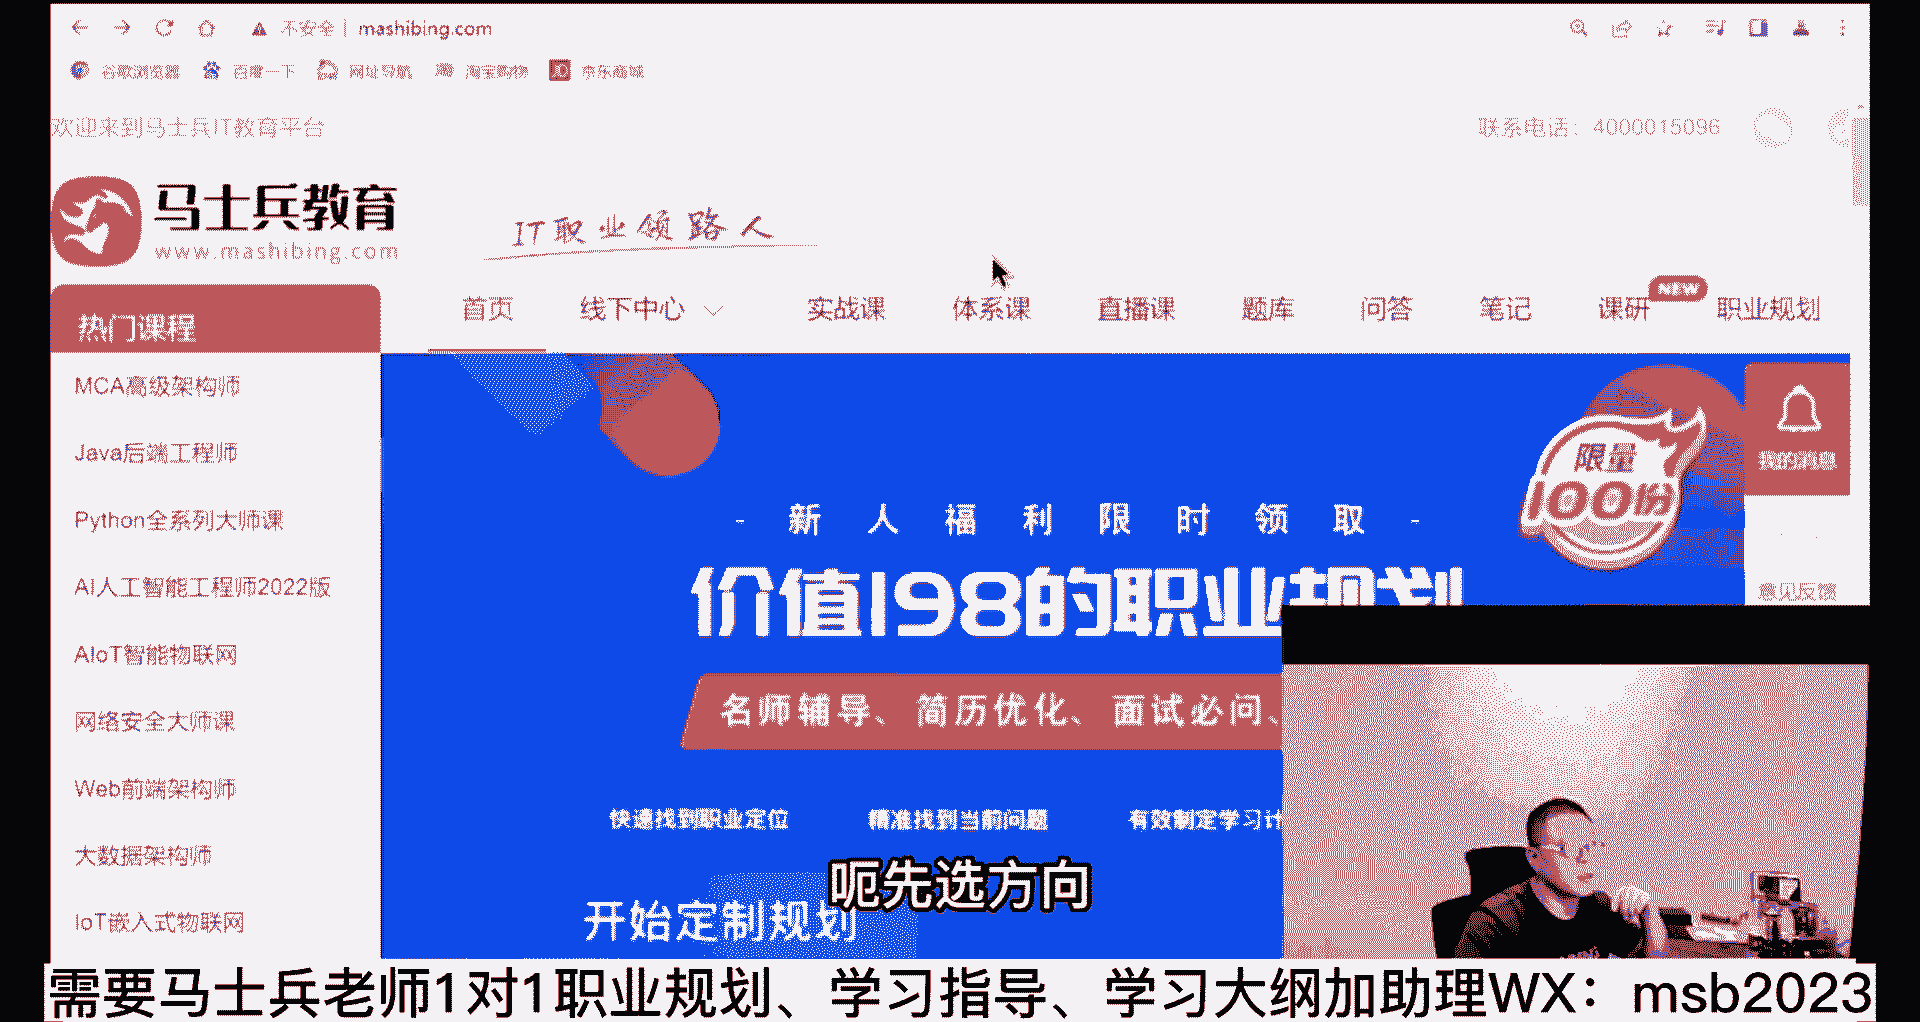 不安全 | mashibing.com
谷歌浏览器 百度一下 网址导航 淘宝购物 JD 京东商城
欢迎来到马士兵IT教育平台 联系电话：4000015096
马士兵教育
www.mashibing.com
IT职业领路人
首页 线下中心 实战课 体系课 直播课 题库 问答 笔记 课研 NEW 职业规划
热门课程
MCA高级架构师
Java后端工程师
Python全系列大师课
AI人工智能工程师2022版
AIoT智能物联网
网络安全大师课
Web前端架构师
大数据架构师
IoT嵌入式物联网
限量
100份
我的消息
意见反馈
- 新人福利限时领取 -
价值198的职业规划
名师辅导、简历优化、面试必问、
快速找到职业定位 精准找到当前问题 有效制定学习计
开始定制规划
呃先选方向
需要马士兵老师1对1职业规划、学习指导、学习大纲加助理WX：msb2023